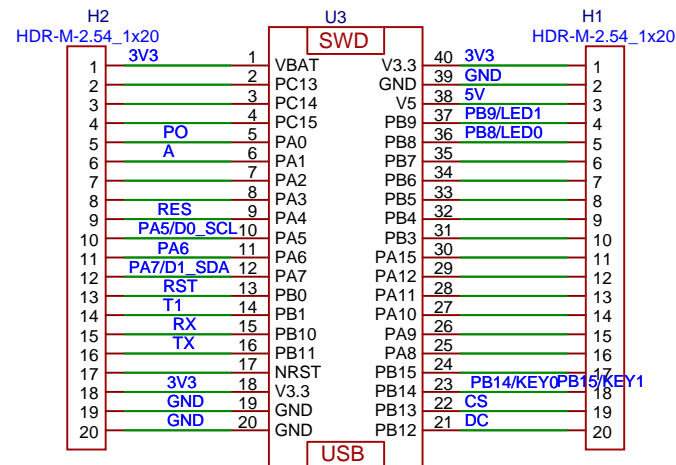 H2 U3 H1
HDR-M-2.54_1x20 SWD HDR-M-2.54_1x20
1 3V3 1 VBAT V3.3 40 3V3 1
2 2 PC13 GND 39 GND 2
3 3 PC14 V5 38 5V 3
4 4 PC15 PB9 37 PB9/LED1 4
5 PO 5 PA0 PB8 36 PB8/LED0 5
6 A 6 PA1 PB7 35 6
7 7 PA2 PB6 34 7
8 8 PA3 PB5 33 8
9 RES 9 PA4 PB4 32 9
10 PA5/D0_SCL 10 PA5 PB3 31 10
11 PA6 11 PA6 PA15 30 11
12 PA7/D1_SDA 12 PA7 PA12 29 12
13 RST 13 PB0 PA11 28 13
14 T1 14 PB1 PA10 27 14
15 RX 15 PB10 PA9 26 15
16 TX 16 PB11 PA8 25 16
17 17 NRST PB15 24 PB15/KEY1 17
18 3V3 18 V3.3 PB14 23 PB14/KEY0 18
19 GND 19 GND PB13 22 CS 19
20 GND 20 GND PB12 21 DC 20
USB